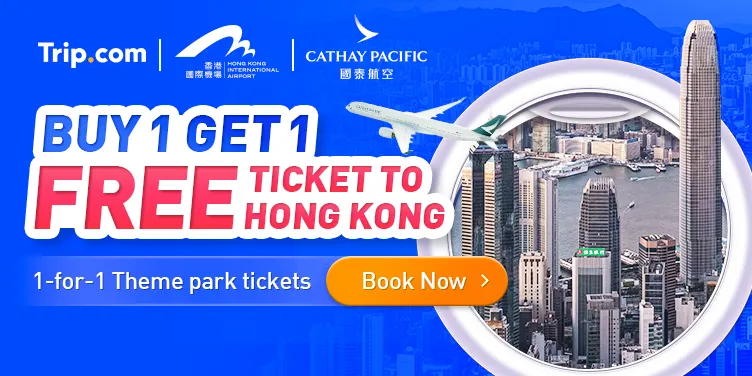 Trip.com
香港
國際機場
HONG KONG
INTERNATIONAL
AIRPORT
CATHAY PACIFIC
國泰航空
BUY 1 GET 1
FREE TICKET TO
HONG KONG
1-for-1 Theme park tickets
Book Now >